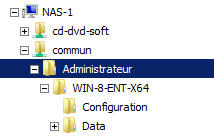 NAS-1
cd-dvd-soft
commun
Administrateur
WIN-8-ENT-X64
Configuration
Data